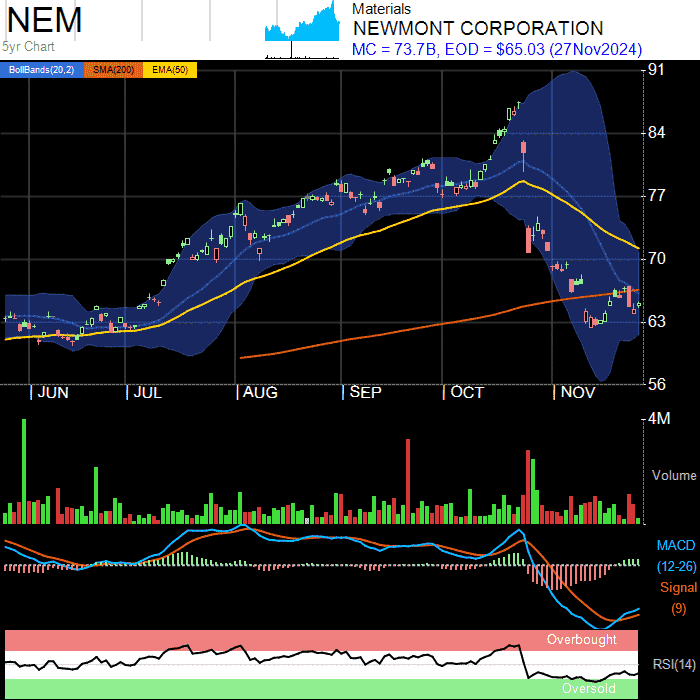 NEM
5yr Chart
Materials
NEWMONT CORPORATION
MC = 73.7B, EOD = $65.03 (27Nov2024)
BollBands(20,2) SMA(200) EMA(50)
91
84
77
70
63
56
| JUN | JUL | AUG | SEP | OCT | NOV
4M
Volume
MACD
(12-26)
Signal
(9)
Overbought
RSI(14)
Oversold